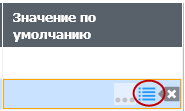 Значение по
умолчанию
...